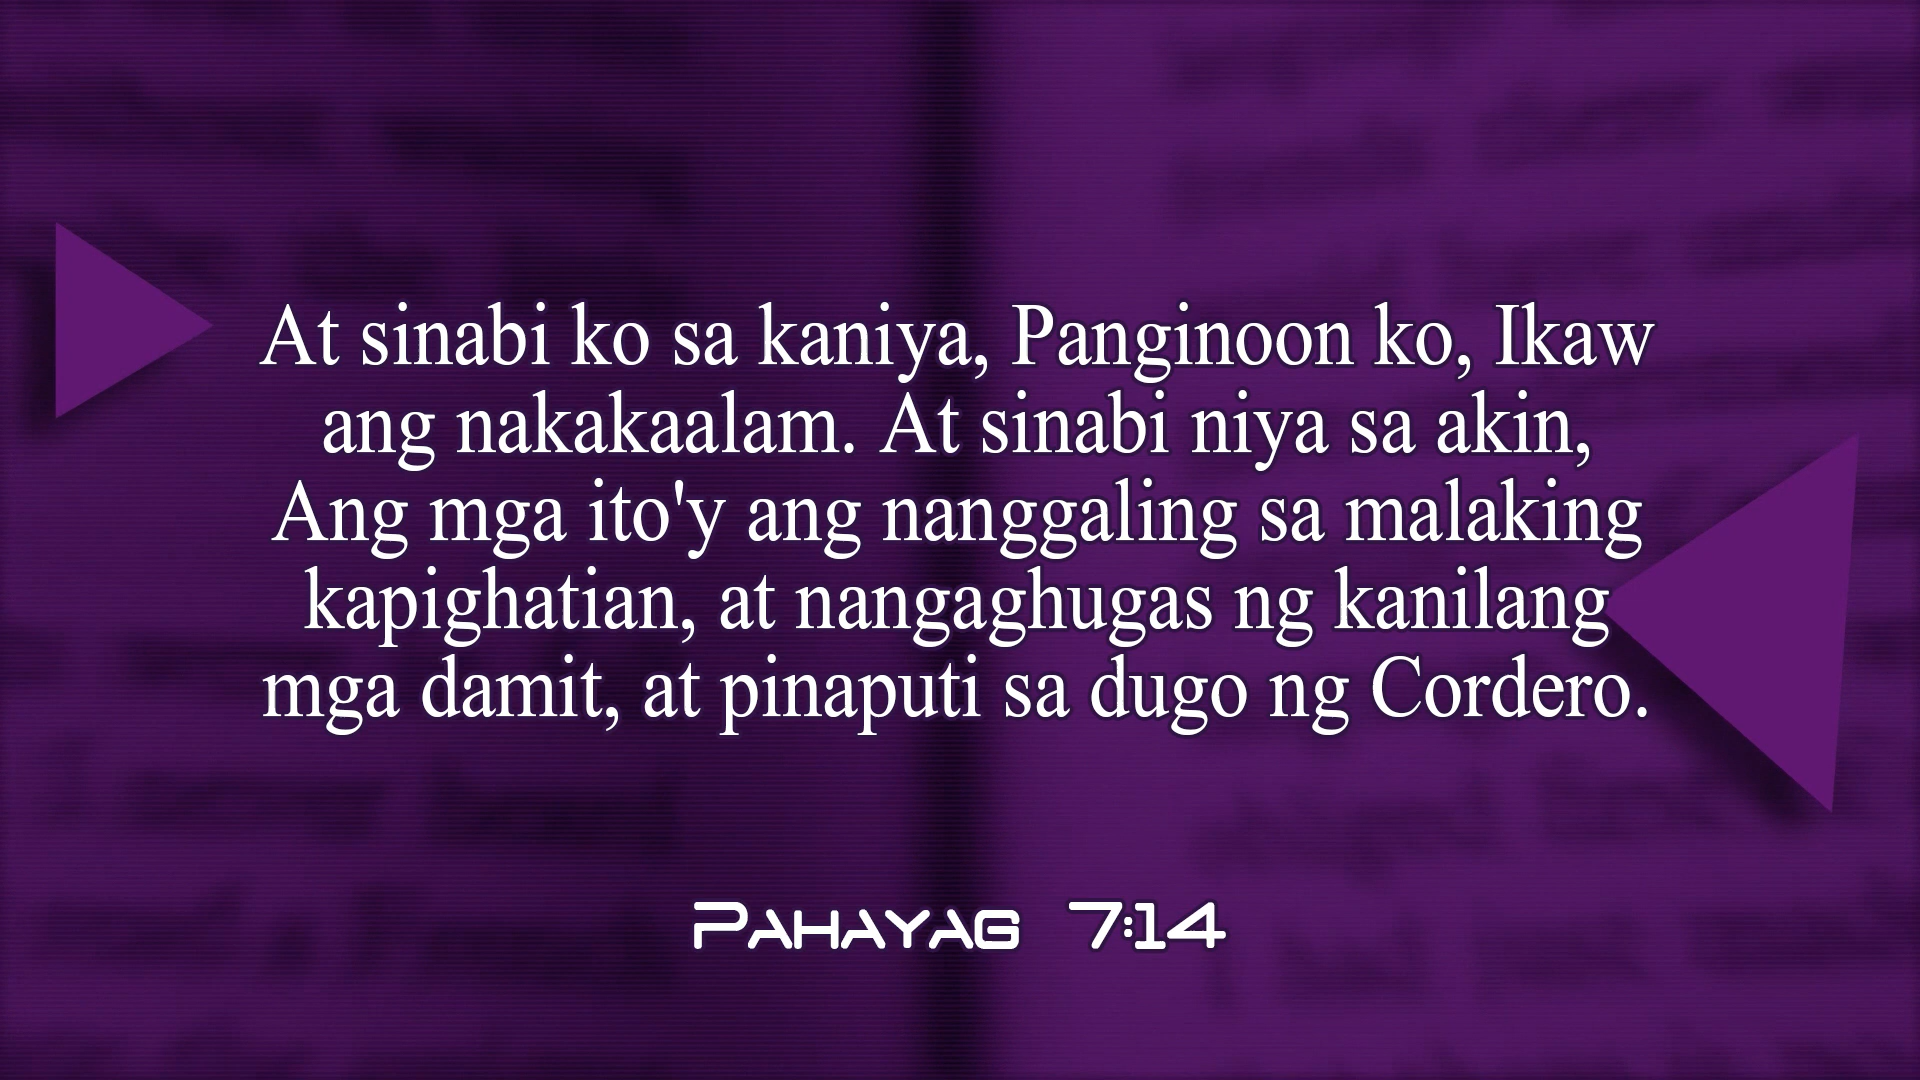 At sinabi ko sa kaniya, Panginoon ko, Ikaw
ang nakakaalam. At sinabi niya sa akin,
Ang mga ito'y ang nanggaling sa malaking
kapighatian, at nangaghugas ng kanilang
mga damit, at pinaputi sa dugo ng Cordero.
Pahayag 7:14